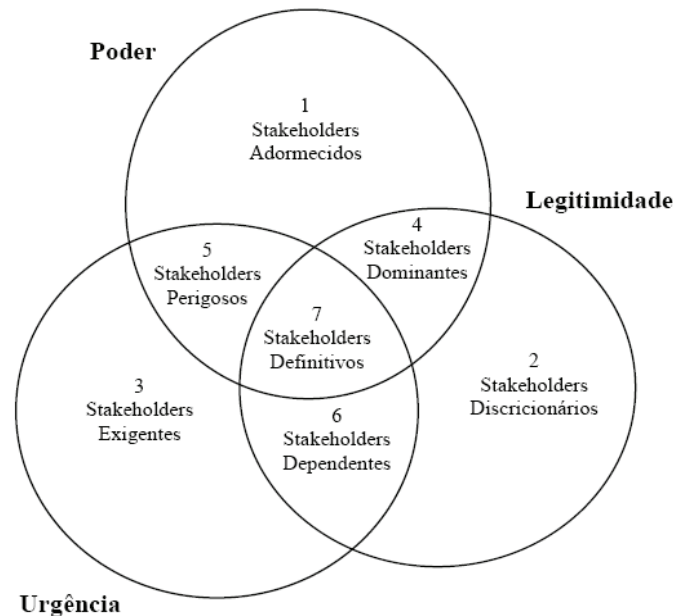 Poder
1
Stakeholders
Adormecidos
Legitimidade
4
Stakeholders
Dominantes
5
Stakeholders
Perigosos
7
Stakeholders
Definitivos
2
Stakeholders
Discricionários
3
Stakeholders
Exigentes
6
Stakeholders
Dependentes
Urgência